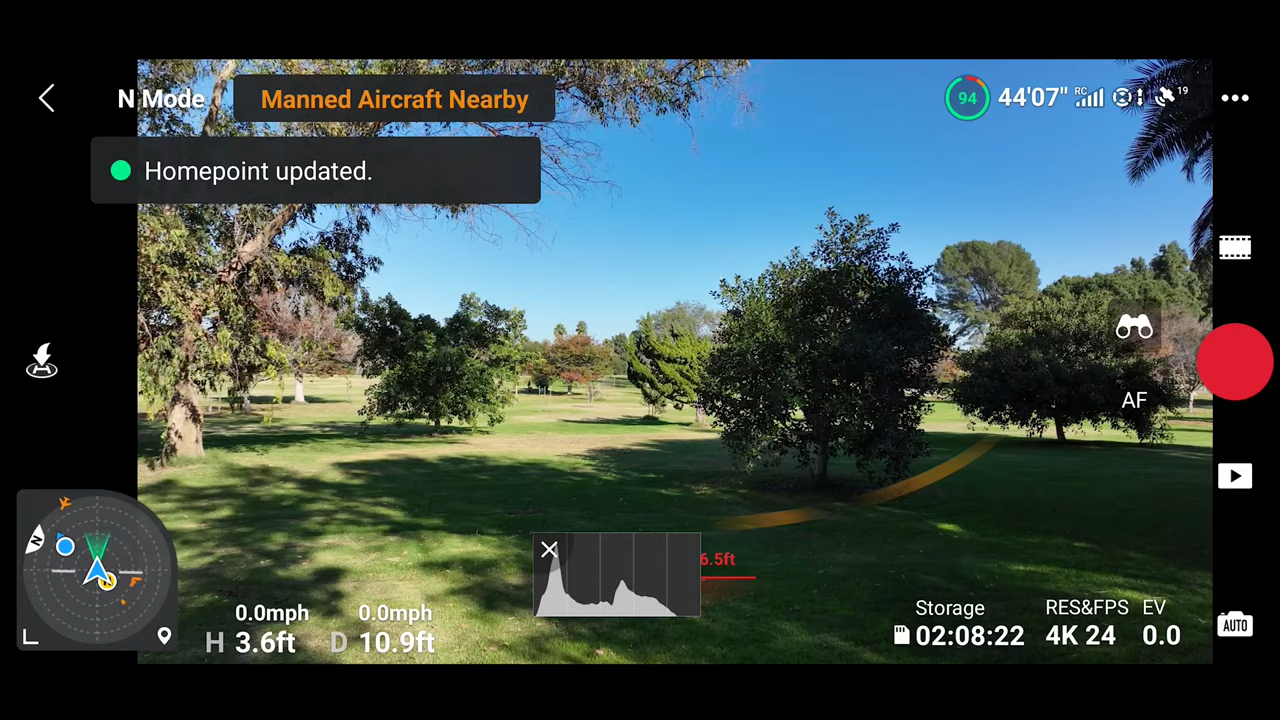 N Mode
Manned Aircraft Nearby
94
44'07"
RC
19
Homepoint updated.
AF
N
H
6.5ft
0.0mph
0.0mph
H 3.6ft
D 10.9ft
Storage
02:08:22
RES&FPS
4K 24
EV
0.0
AUTO